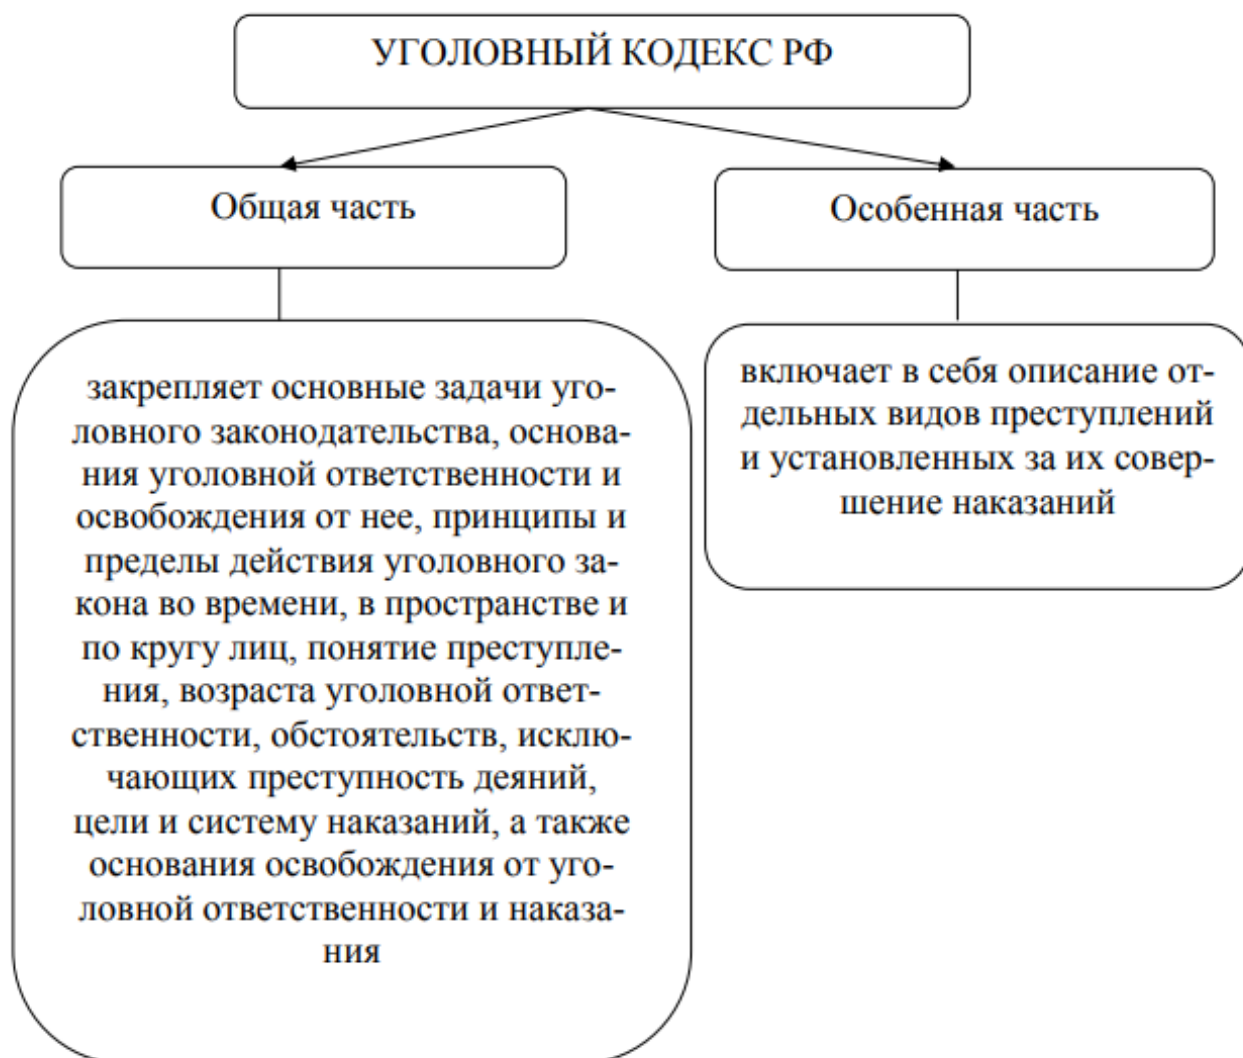 УГОЛОВНЫЙ КОДЕКС РФ
Общая часть
Особенная часть
закрепляет основные задачи уго-
ловного законодательства, основа-
ния уголовной ответственности и
освобождения от нее, принципы и
пределы действия уголовного за-
кона во времени, в пространстве и
по кругу лиц, понятие преступле-
ния, возраста уголовной ответ-
ственности, обстоятельств, исклю-
чающих преступность деяний,
цели и систему наказаний, а также
основания освобождения от уго-
ловной ответственности и наказа-
ния
включает в себя описание от-
дельных видов преступлений
и установленных за их совер-
шение наказаний